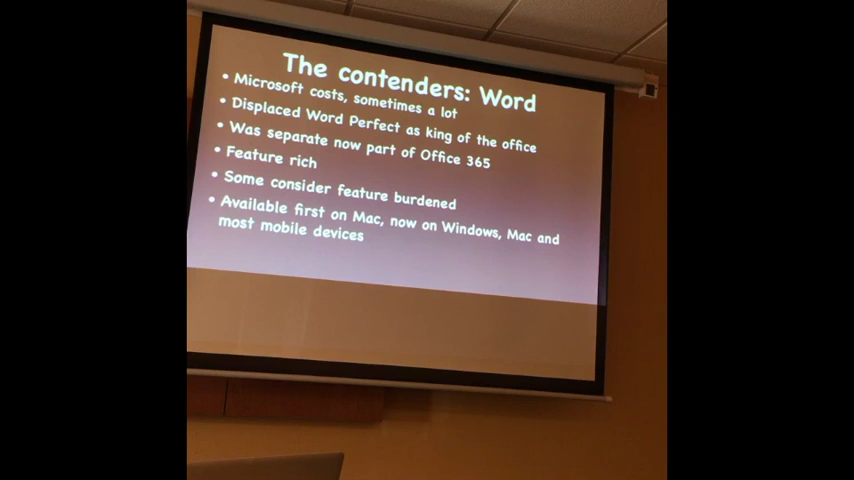 The contenders: Word
• Microsoft costs, sometimes a lot
• Displaced Word Perfect as king of the office
• Was separate now part of Office 365
• Feature rich
• Some consider feature burdened
• Available first on Mac, now on Windows, Mac and
most mobile devices